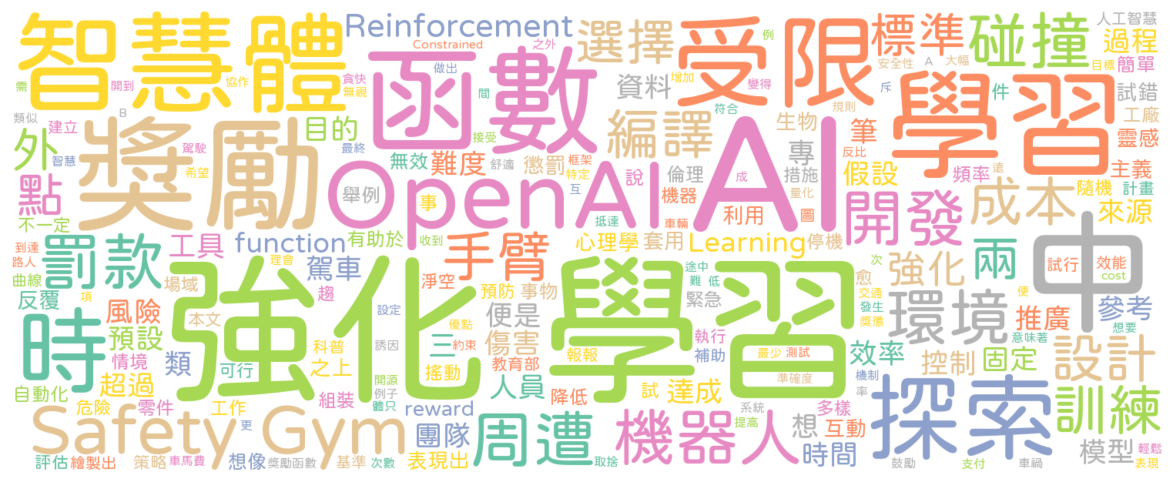 智慧體
Reinforcement
Constrained
之外
選擇
受限
例
標準
碰撞
人工智慧
過程
需
開到
協作
貪快
無視
做出
函數
間
資料
增加
變得
安全性
A
大幅
目標
簡單
類似
日
獎勵
目的
接受
編譯
符合
規則
斥
學習
件
試錯
工廠
建立
外
智慧
駕駛
希望
最終
無效
難度
舒適
懲罰
框架
特定
生物
專
筆
反比
靈感
點
舉例
OpenAI
AI
事
互
說
倫理
機器
措施
量化
成
假設
頻率
遠
主義
隨機
計畫
不一定
抵達
車輛
利用
圖
開發
成本
來源
到達
路人
罰款
工具
function
有助於
收到
手臂
心理學
套用
Learning
停機
中
曲線
理會
駕車
淨空
途中
難
低
次
愈
強化
兩
試行
效能
cost
反覆
場域
項
趨
預防
事物
緊急
交通
發生
獎徵
環境
便
想要
時
風險
預設
本文
強化學習
設定
優點
約束
便是
傷害
執行
補助
最少
測試
推廣
參考
意味著
情境
類
可行
科普
之上
誘因
三
搖動
報報
教育部
人員
試
降低
達成
準確度
效率
機制
率
控制
固定
設計
自動化
超過
危險
零件
工作
更
組裝
開源
例子
體只
reward
系統
提高
多樣
互動
探索
訓練
Safety Gym
團隊
周遭
機器人
想
時間
模型
輕鬆
表現
評估
繪製出
策略
車馬費
想像
獎勵函數
基準
次數
表現出
取捨
鼓勵
支付
車禍